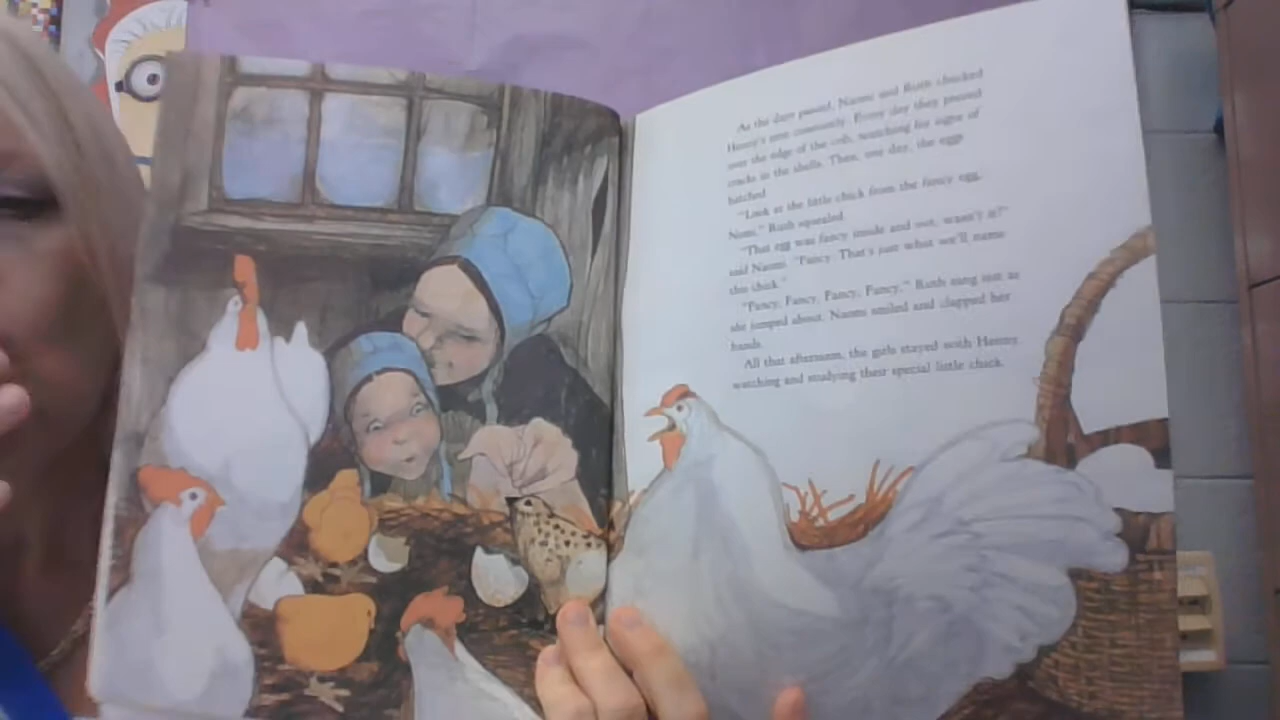 As the days passed, Naomi and Ruth checked
Henny's nest constantly. Every day they peered
over the edge of the crib, watching for signs of
cracks in the shells. Then, one day, the eggs
hatched.
"Look at the little chick from the fancy egg,
Nomi," Ruth squealed.
"That egg was fancy inside and out, wasn't it?"
said Naomi. "Fancy. That's just what we'll name
this chick."
"Fancy, Fancy, Fancy, Fancy," Ruth sang out as
she jumped about. Naomi smiled and clapped her
hands.
All that afternoon, the girls stayed with Henny,
watching and studying their special little chick.